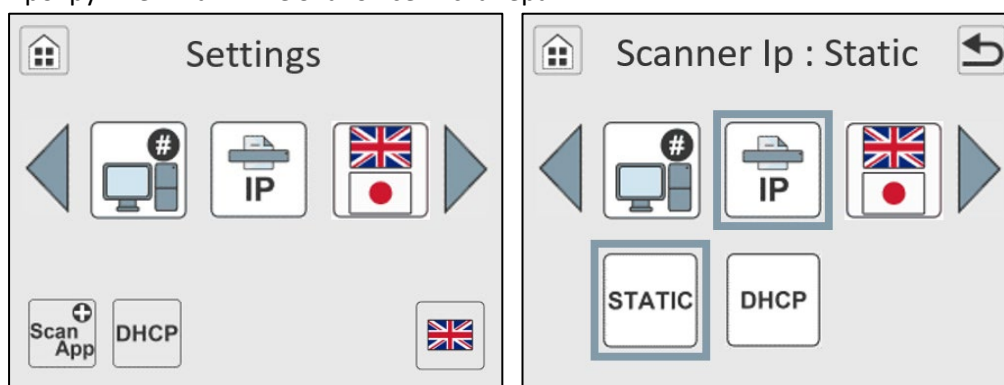 Settings
#
IP
Scan
App
DHCP
Scanner Ip : Static
#
IP
STATIC
DHCP